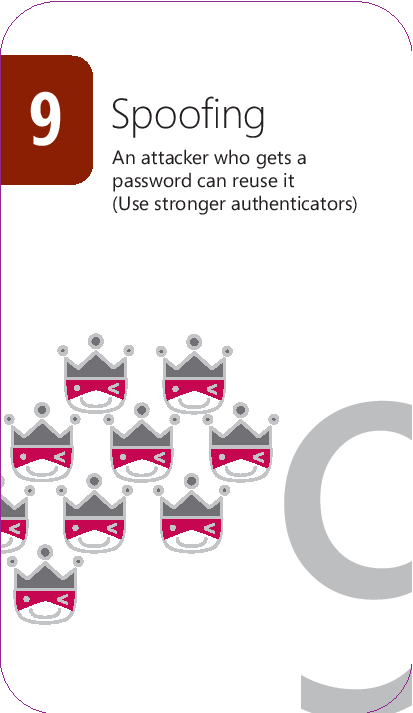 9
Spoofing
An attacker who gets a
password can reuse it
(Use stronger authenticators)
9